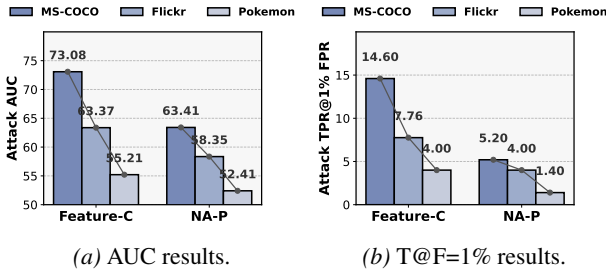 MS-COCO Flickr Pokemon
Attack AUC
75
70
65
60
55
50
73.08
63.37
55.21
63.41
58.35
52.41
Feature-C NA-P
(a) AUC results.
MS-COCO Flickr Pokemon
Attack TPR@1% FPR
15
10
5
0
14.60
7.76
4.00
5.20
4.00
1.40
Feature-C NA-P
(b) T@F=1% results.